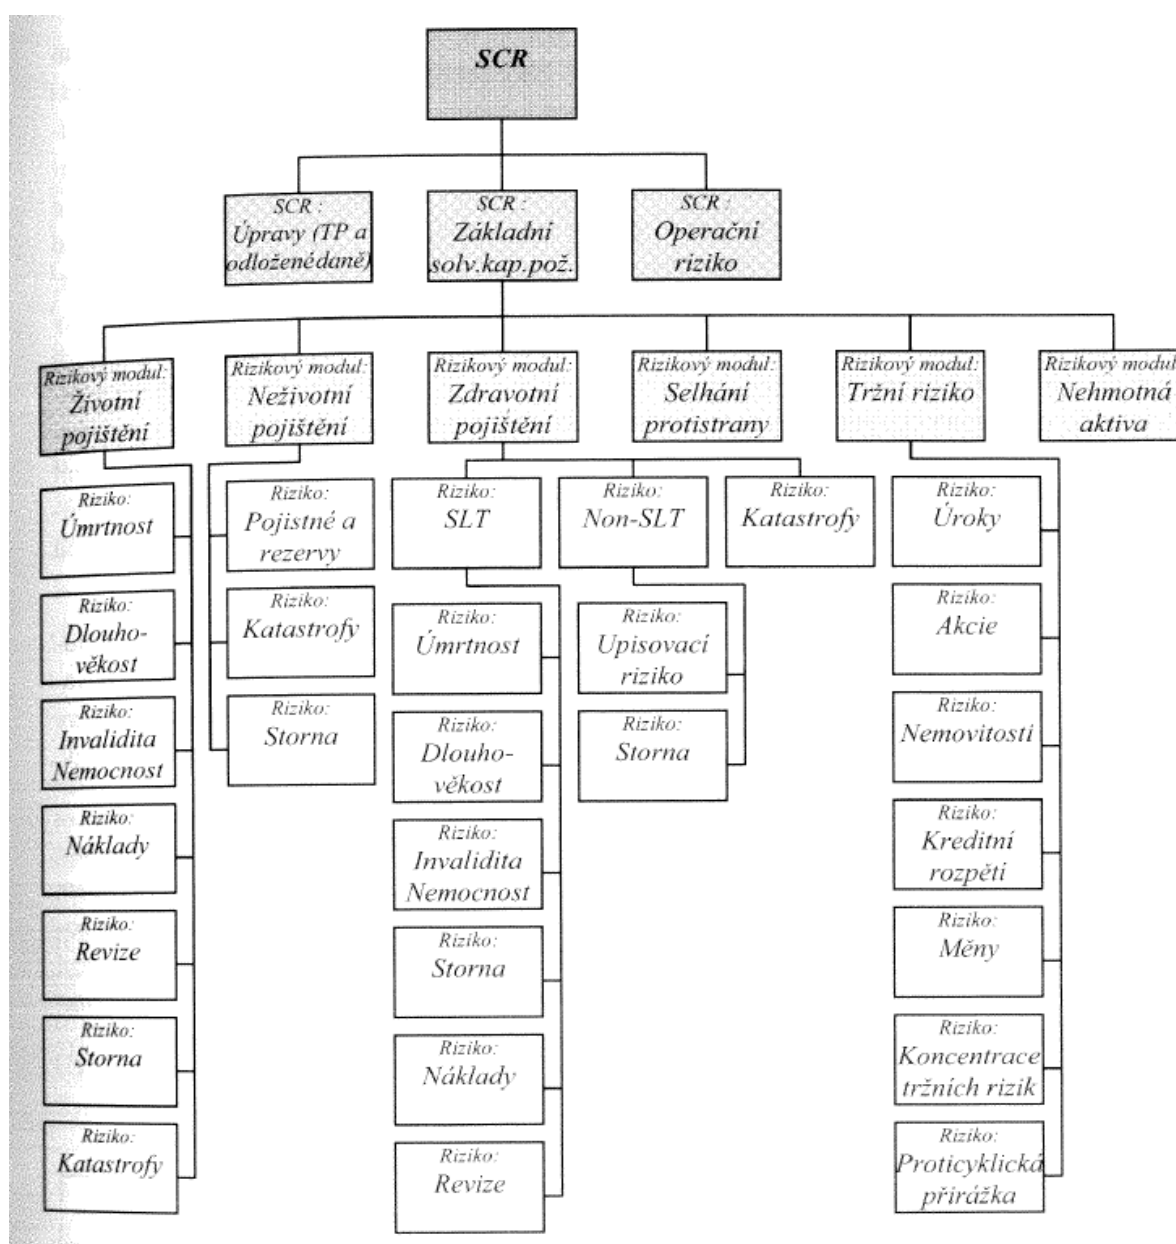 SCR
SCR :
Úpravy (TP a
odložené daně)
SCR :
Základní
solv.kap.pož.
SCR :
Operační
riziko
Rizikový modul:
Životní
pojištění
Rizikový modul:
Neživotní
pojištění
Rizikový modul:
Zdravotní
pojištění
Rizikový modul:
Selhání
protistrany
Rizikový modul:
Tržní riziko
Rizikový modul:
Nehmotná
aktiva
Riziko:
Úmrtnost
Riziko:
Dlouho-
věkost
Riziko:
Invalidita
Nemocnost
Riziko:
Náklady
Riziko:
Revize
Riziko:
Storna
Riziko:
Katastrofy
Riziko:
Pojistné a
rezervy
Riziko:
Katastrofy
Riziko:
Storna
Riziko:
SLT
Riziko:
Úmrtnost
Riziko:
Dlouho-
věkost
Riziko:
Invalidita
Nemocnost
Riziko:
Storna
Riziko:
Náklady
Riziko:
Revize
Riziko:
Non-SLT
Riziko:
Upisovací
riziko
Riziko:
Storna
Riziko:
Katastrofy
Riziko:
Úroky
Riziko:
Akcie
Riziko:
Nemovitosti
Riziko:
Kreditní
rozpětí
Riziko:
Měny
Riziko:
Koncentrace
tržních rizik
Riziko:
Proticyklická
přirážka